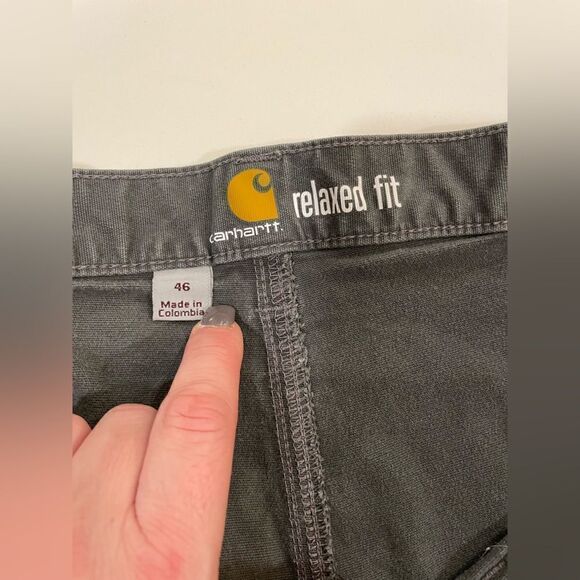 relaxed fit
carhartt.
46
Made in
Colombia